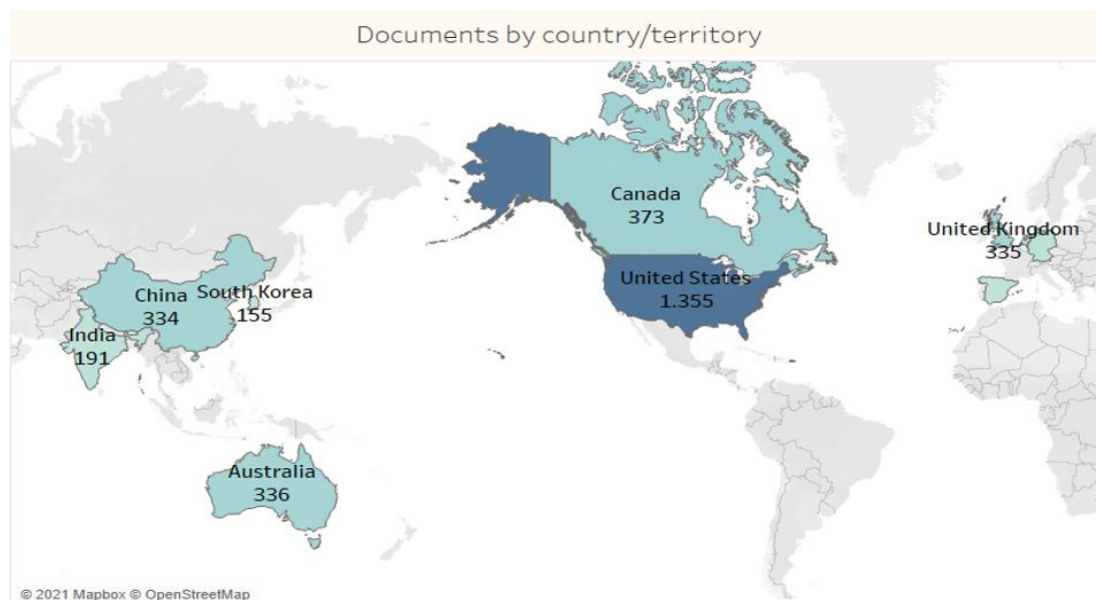 Documents by country/territory
Canada
373
United Kingdom
335
United States
1.355
China
334
South Korea
155
India
191
Australia
336
© 2021 Mapbox © OpenStreetMap